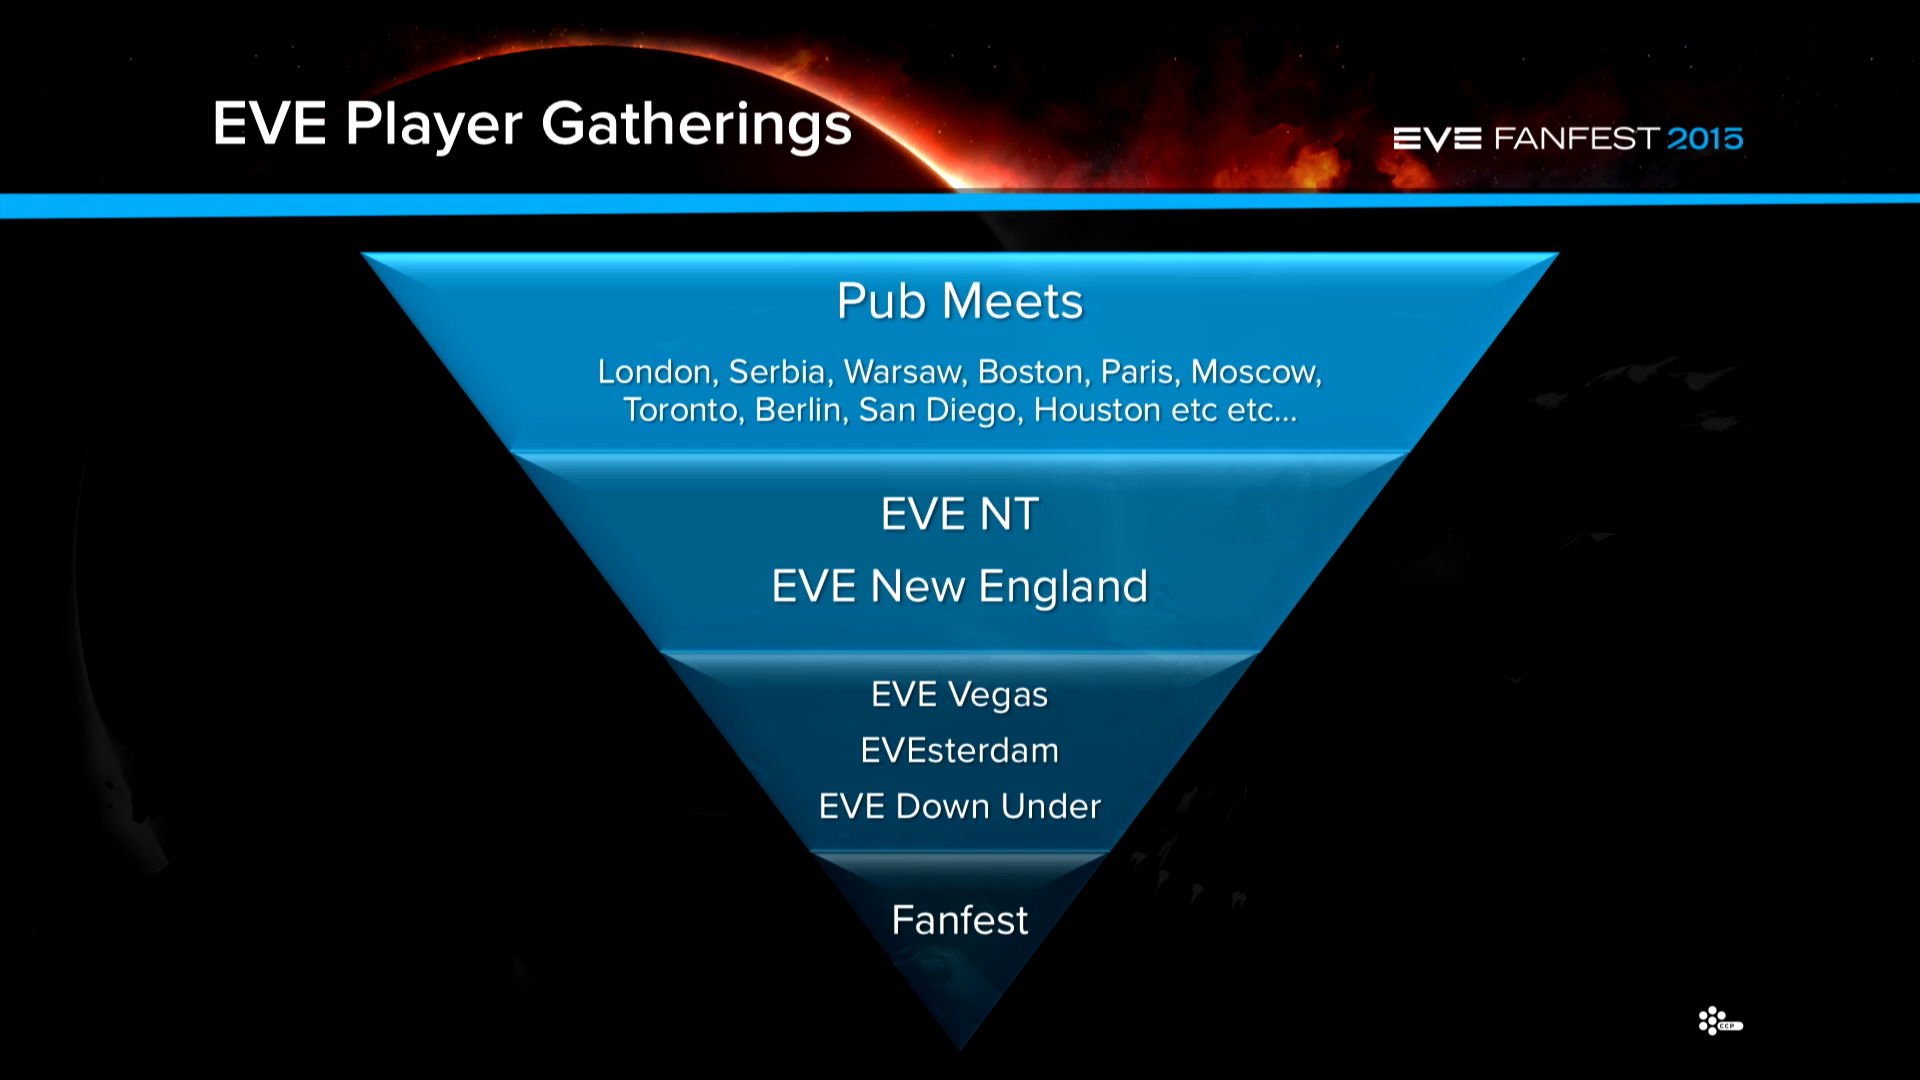 EVE Player Gatherings
EVE FANFEST 2015
Pub Meets
London, Serbia, Warsaw, Boston, Paris, Moscow,
Toronto, Berlin, San Diego, Houston etc etc...
EVE NT
EVE New England
EVE Vegas
EVEsterdam
EVE Down Under
Fanfest
CCP